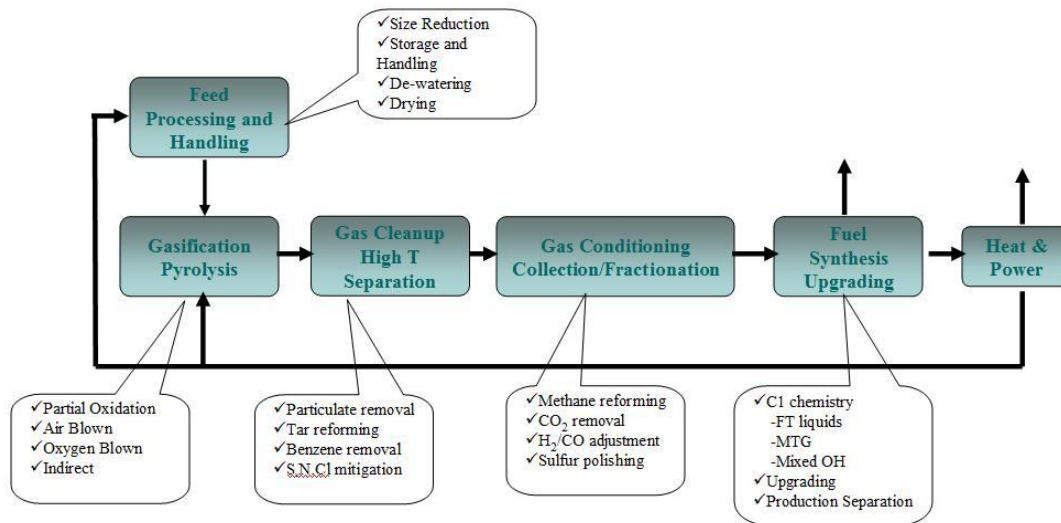 ✓Size Reduction
✓Storage and
Handling
✓De-watering
✓Drying
Feed
Processing and
Handling
Gasification
Pyrolysis
Gas Cleanup
High T
Separation
Gas Conditioning
Collection/Fractionation
Fuel
Synthesis
Upgrading
Heat &
Power
✓Partial Oxidation
✓Air Blown
✓Oxygen Blown
✓Indirect
✓Particulate removal
✓Tar reforming
✓Benzene removal
✓S,N,Cl mitigation
✓Methane reforming
✓CO₂ removal
✓H₂/CO adjustment
✓Sulfur polishing
✓C1 chemistry
-FT liquids
-MTG
-Mixed OH
✓Upgrading
✓Production Separation